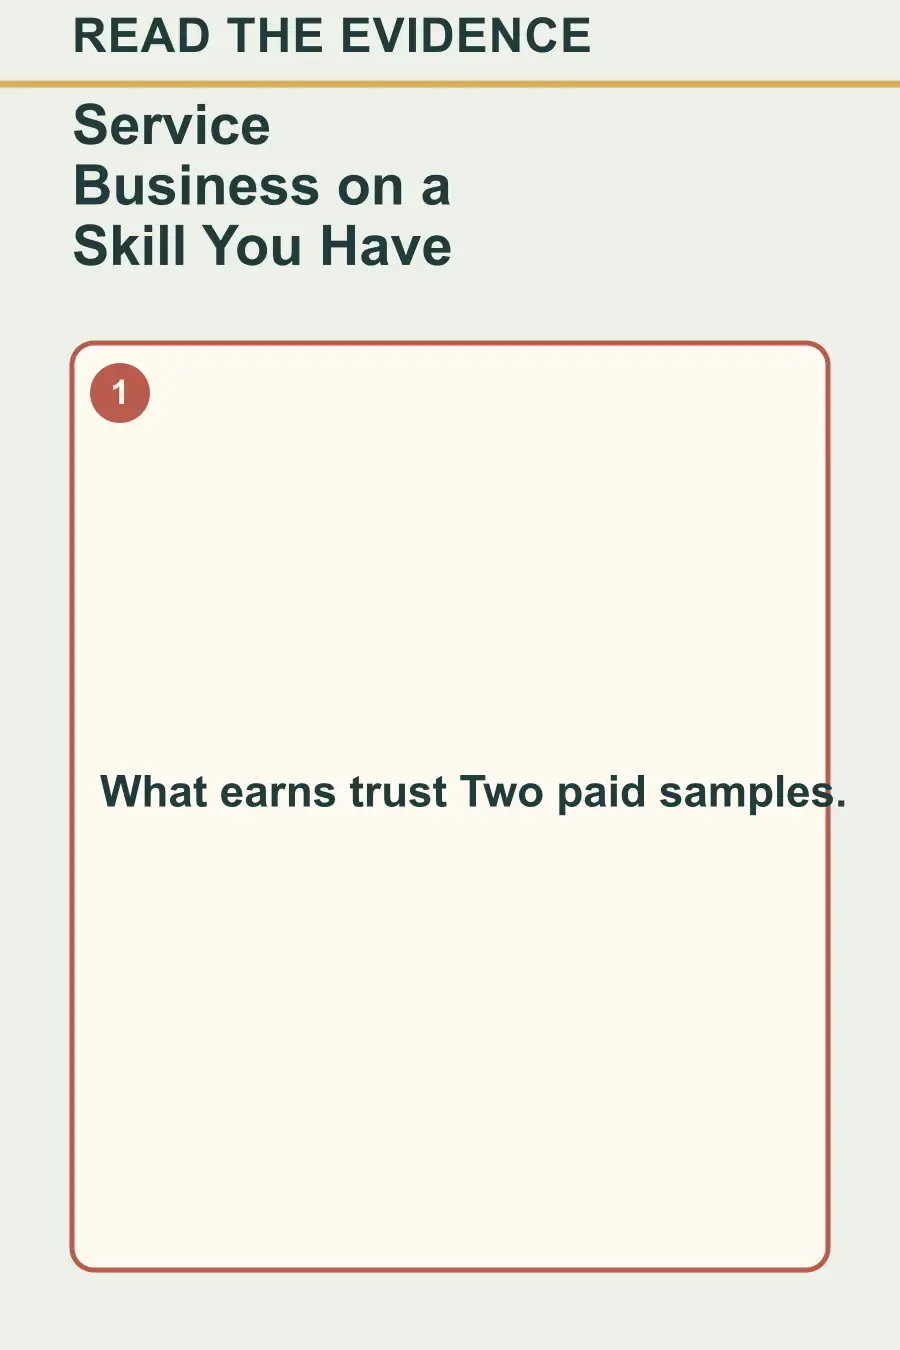 READ THE EVIDENCE
Service
Business on a
Skill You Have
1
What earns trust Two paid samples.